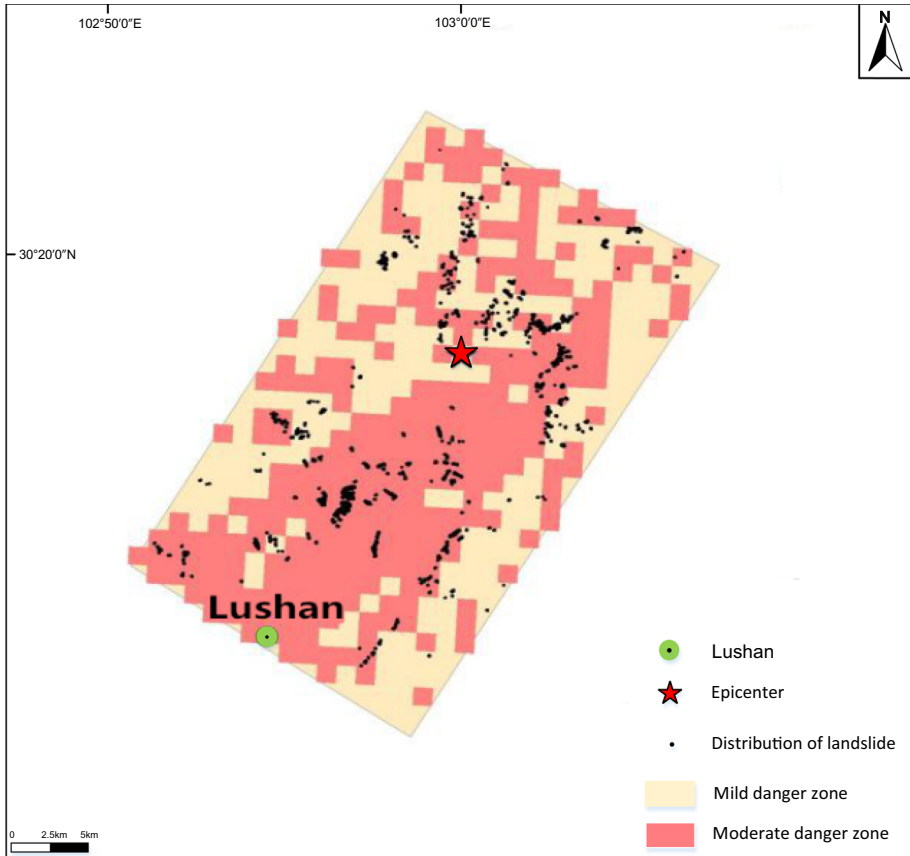 102°50'0"E
103°0'0"E
N
30°20'0"N
Lushan
Lushan
Epicenter
Distribution of landslide
Mild danger zone
Moderate danger zone
0 2.5km 5km